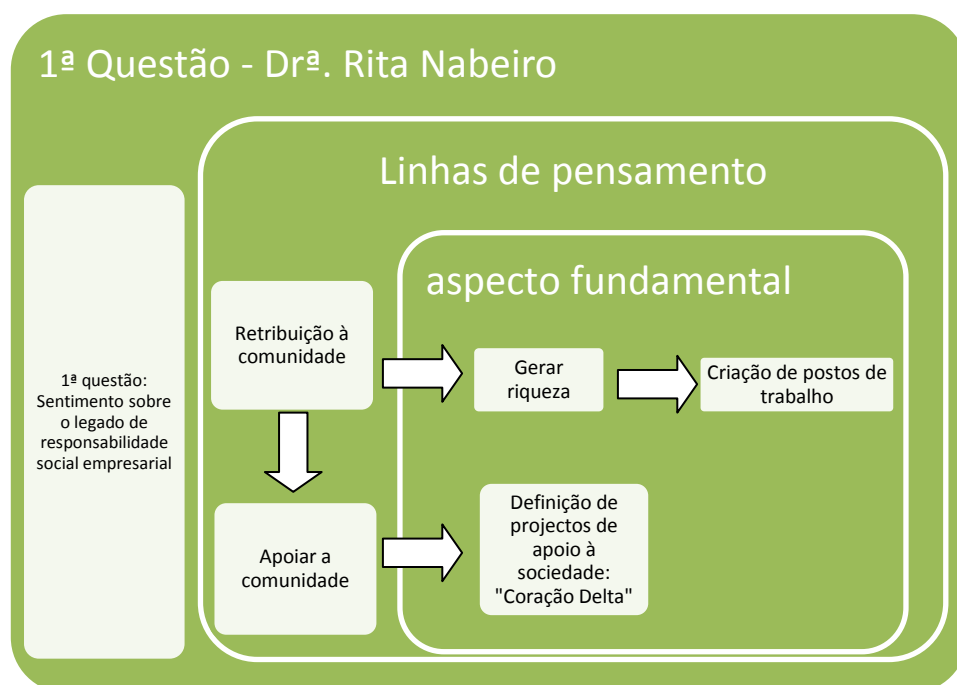 1ª Questão - Drª. Rita Nabeiro
Linhas de pensamento
aspecto fundamental
1ª questão:
Sentimento sobre
o legado de
responsabilidade
social empresarial
Retribuição à
comunidade
Gerar
riqueza
Criação de postos de
trabalho
Apoiar a
comunidade
Definição de
projectos de
apoio à
sociedade:
"Coração Delta"